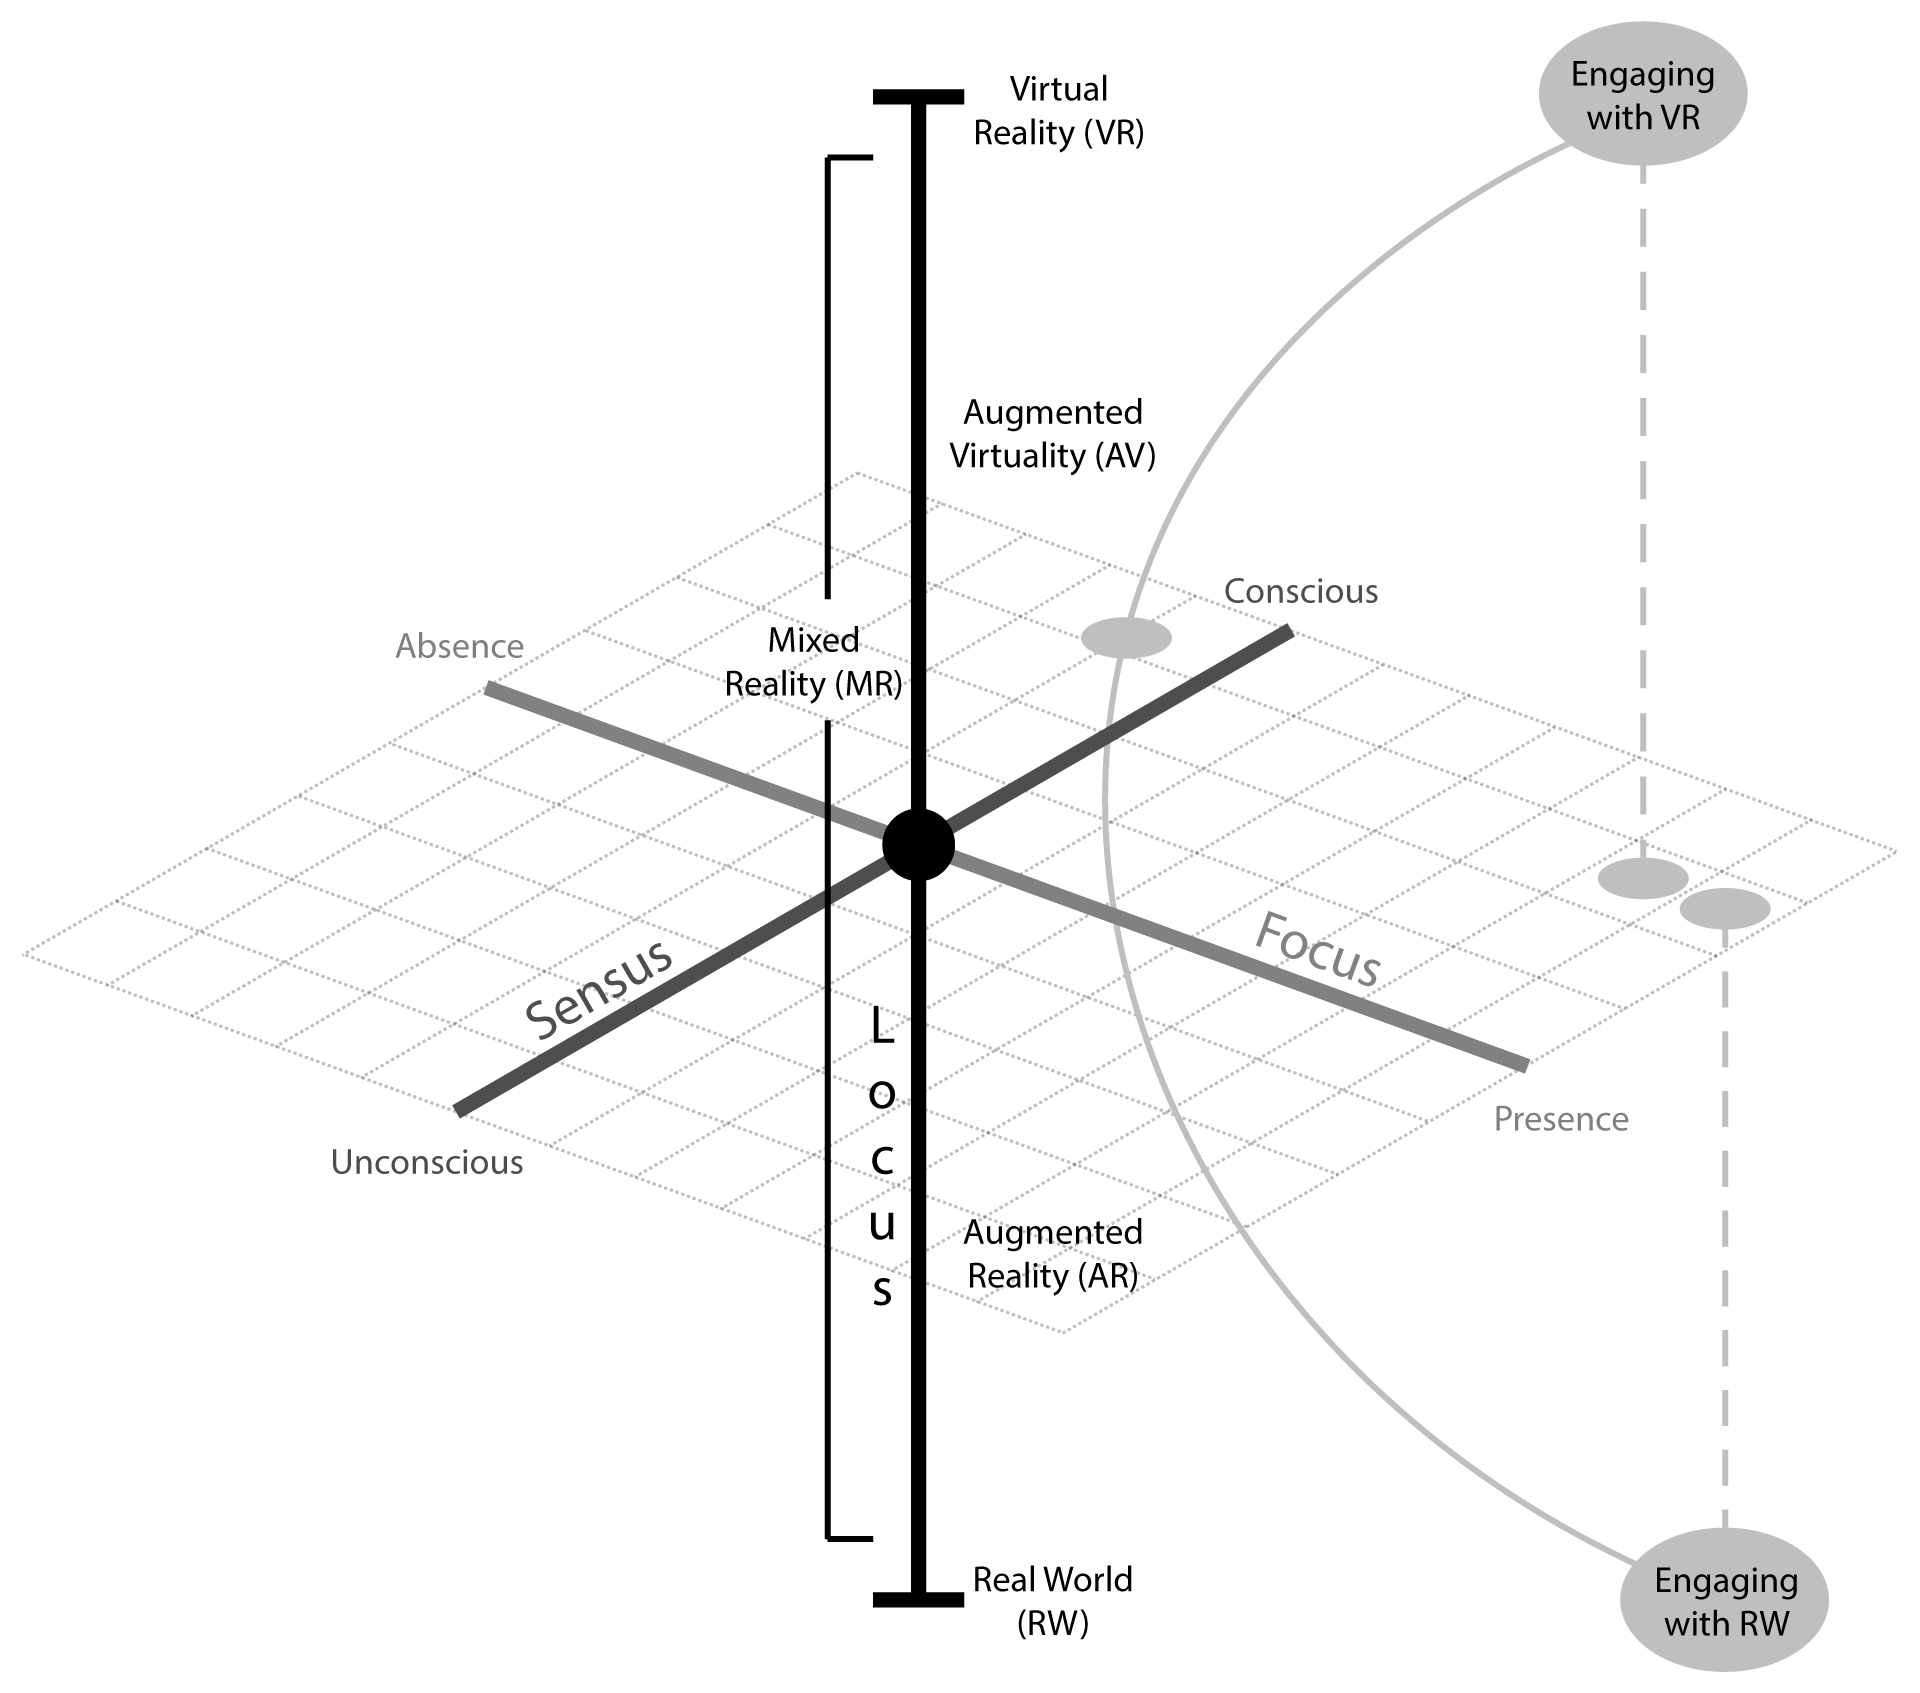 Engaging
with VR
Virtual
Reality (VR)
Augmented
Virtuality (AV)
Conscious
Absence
Mixed
Reality (MR)
Focus
Sensus
Locus
Presence
Unconscious
Augmented
Reality (AR)
Real World
(RW)
Engaging
with RW